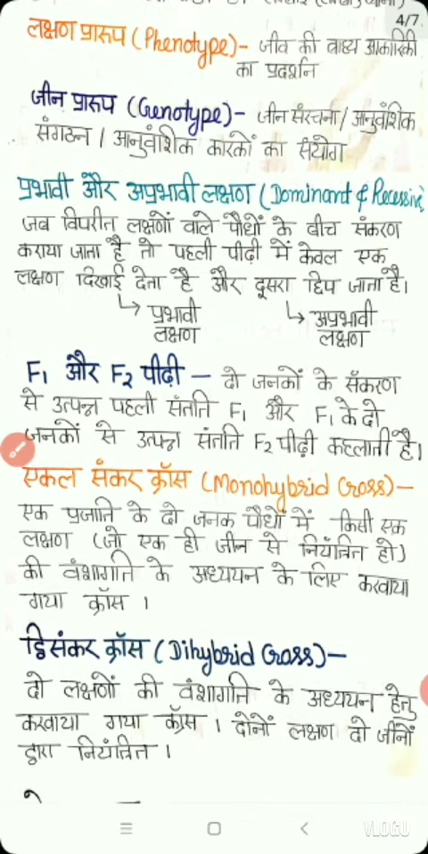 4/7
लक्षण प्रारूप (Phenotype)- जीव की बाह्य आकारिकी
का प्रदर्शन
जीन प्रारूप (Genotype)- जीन संरचना / आनुवंशिक
संगठन / आनुवंशिक कारकों का संयोग
प्रभावी और अप्रभावी लक्षण (Dominant & Recessive
जब विपरीत लक्षणों वाले पौधों के बीच संकरण
कराया जाता है तो पहली पीढ़ी में केवल एक
लक्षण दिखाई देता है और दूसरा छिप जाता है।
↳ प्रभावी ↳ अप्रभावी
लक्षण लक्षण
F1 और F2 पीढ़ी – दो जनकों के संकरण
से उत्पन्न पहली संतति F1 और F1 के दो
जनकों से उत्पन्न संतति F2 पीढ़ी कहलाती है।
एकल संकर क्रॉस (Monohybrid Cross)–
एक प्रजाति के दो जनक पौधों में किसी एक
लक्षण (जो एक ही जीन से नियंत्रित हो)
की वंशागति के अध्ययन के लिए करवाया
गया क्रॉस ।
द्विसंकर क्रॉस (Dihybrid Cross)–
दो लक्षणों की वंशागति के अध्ययन हेतु
करवाया गया क्रॉस । दोनों लक्षण दो जीनों
द्वारा नियंत्रित ।
VLOGU